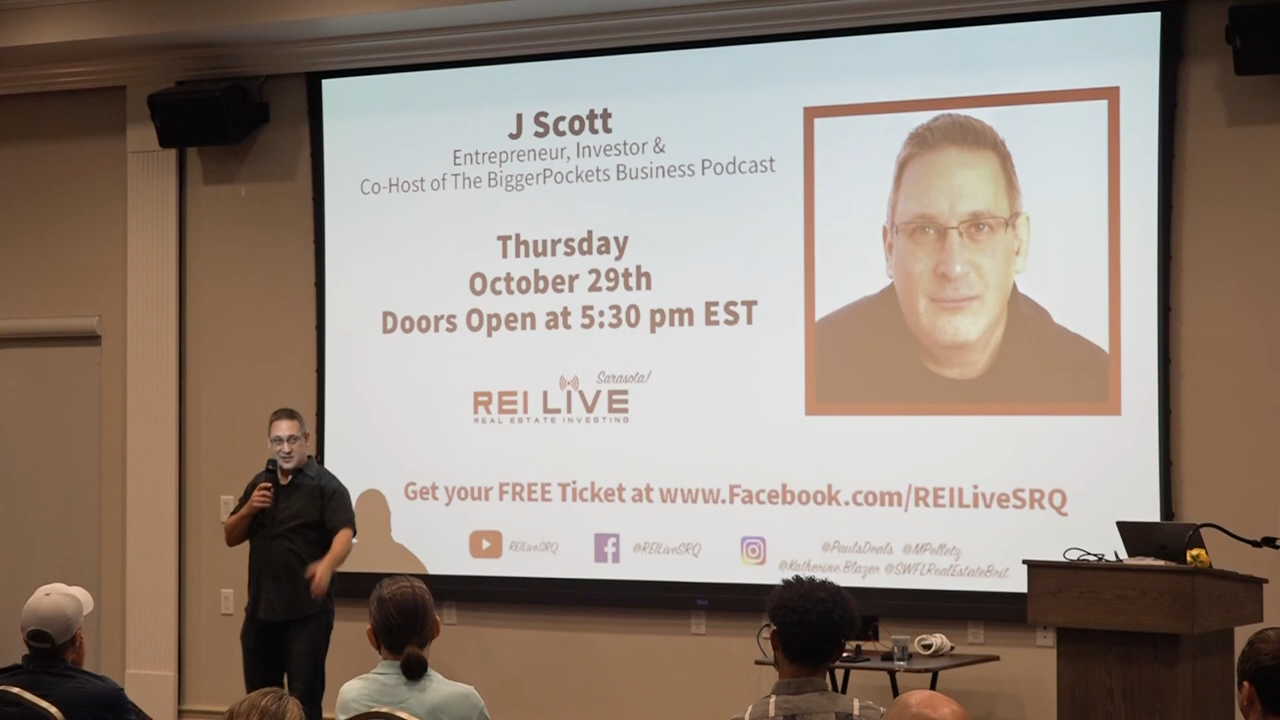 J Scott
Entrepreneur, Investor &
Co-Host of The BiggerPockets Business Podcast
Thursday
October 29th
Doors Open at 5:30 pm EST
Sarasota!
REI LIVE
REAL ESTATE INVESTING
Get your FREE Ticket at www.Facebook.com/REILiveSRQ
REILiveSRQ
@REILiveSRQ
@PaulsDeals @MPelletz
@Katherine.Blazer @SWFLRealEstateBrit